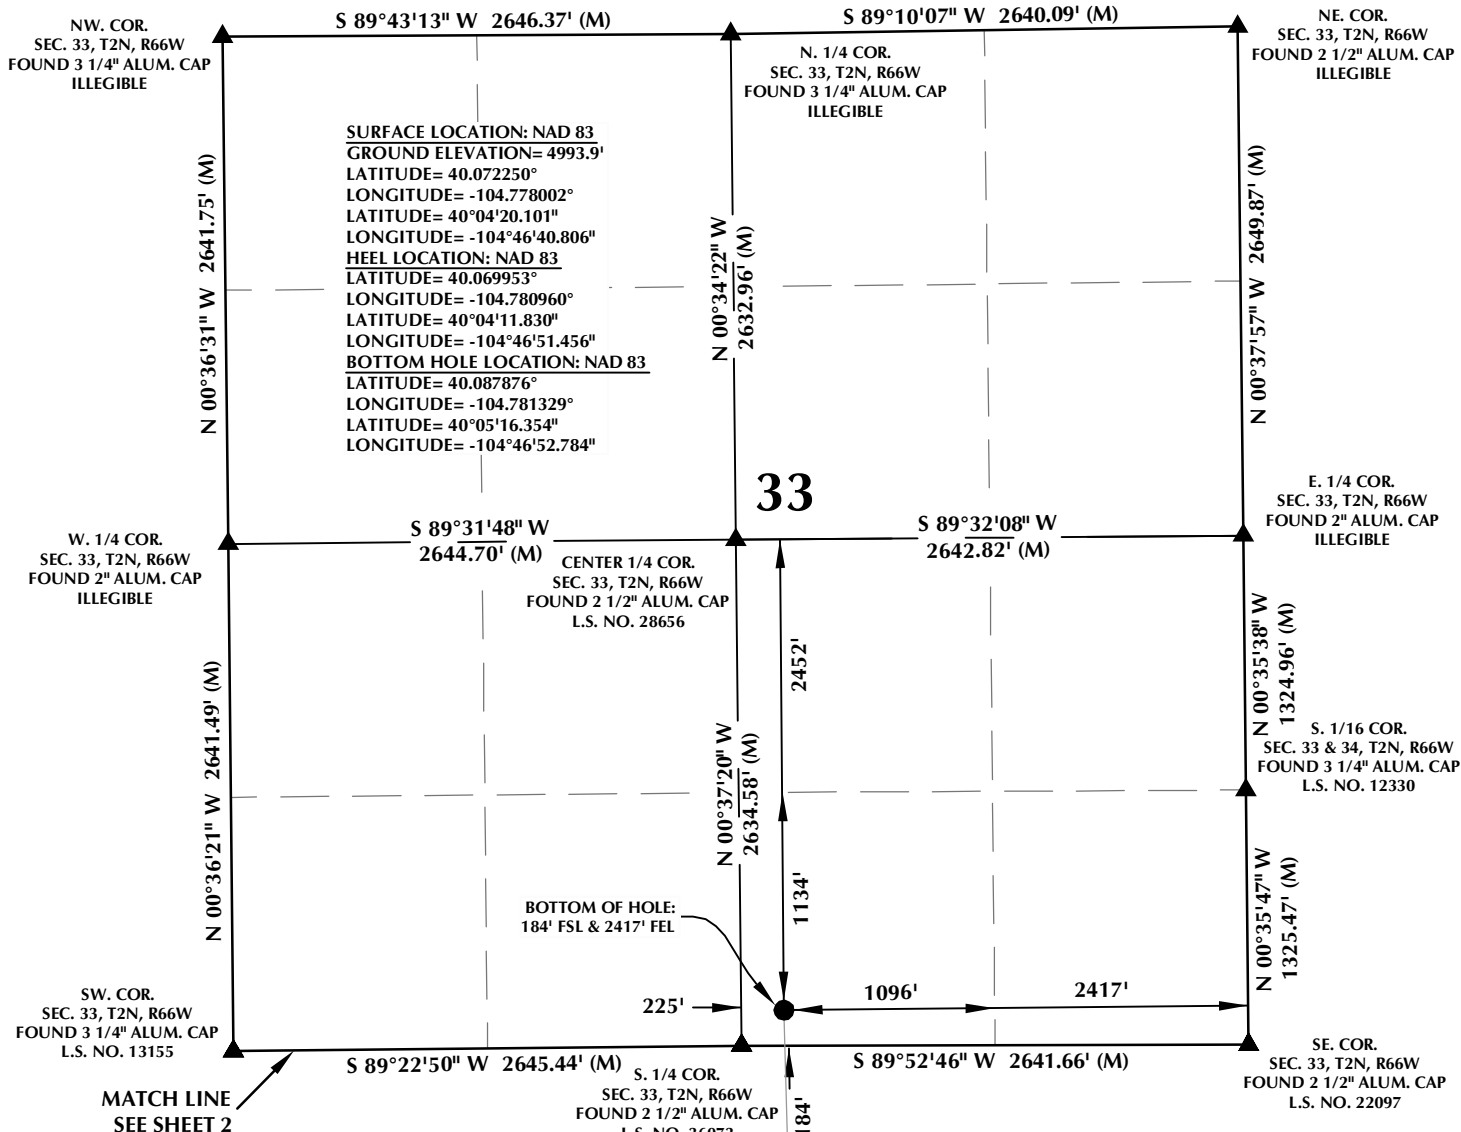 S 89°43'13" W 2646.37' (M)
S 89°10'07" W 2640.09' (M)
NW. COR.
SEC. 33, T2N, R66W
FOUND 3 1/4" ALUM. CAP
ILLEGIBLE
N. 1/4 COR.
SEC. 33, T2N, R66W
FOUND 3 1/4" ALUM. CAP
ILLEGIBLE
NE. COR.
SEC. 33, T2N, R66W
FOUND 2 1/2" ALUM. CAP
ILLEGIBLE
SURFACE LOCATION: NAD 83
GROUND ELEVATION= 4993.9'
LATITUDE= 40.072250°
LONGITUDE= -104.778002°
LATITUDE= 40°04'20.101"
LONGITUDE= -104°46'40.806"
HEEL LOCATION: NAD 83
LATITUDE= 40.069953°
LONGITUDE= -104.780960°
LATITUDE= 40°04'11.830"
LONGITUDE= -104°46'51.456"
BOTTOM HOLE LOCATION: NAD 83
LATITUDE= 40.087876°
LONGITUDE= -104.781329°
LATITUDE= 40°05'16.354"
LONGITUDE= -104°46'52.784"
N 00°36'31" W 2641.75' (M)
N 00°34'22" W
2632.96' (M)
N 00°37'57" W 2649.87' (M)
33
W. 1/4 COR.
SEC. 33, T2N, R66W
FOUND 2" ALUM. CAP
ILLEGIBLE
S 89°31'48" W
2644.70' (M)
CENTER 1/4 COR.
SEC. 33, T2N, R66W
FOUND 2 1/2" ALUM. CAP
L.S. NO. 28656
S 89°32'08" W
2642.82' (M)
E. 1/4 COR.
SEC. 33, T2N, R66W
FOUND 2" ALUM. CAP
ILLEGIBLE
N 00°36'21" W 2641.49' (M)
N 00°37'20" W
2634.58' (M)
2452'
1134'
N 00°35'38" W
1324.96' (M)
S. 1/16 COR.
SEC. 33 & 34, T2N, R66W
FOUND 3 1/4" ALUM. CAP
L.S. NO. 12330
N 00°35'47" W
1325.47' (M)
BOTTOM OF HOLE:
184' FSL & 2417' FEL
225'
1096'
2417'
SW. COR.
SEC. 33, T2N, R66W
FOUND 3 1/4" ALUM. CAP
L.S. NO. 13155
S 89°22'50" W 2645.44' (M)
S 89°52'46" W 2641.66' (M)
MATCH LINE
SEE SHEET 2
S. 1/4 COR.
SEC. 33, T2N, R66W
FOUND 2 1/2" ALUM. CAP
L.S. NO.
184'
SE. COR.
SEC. 33, T2N, R66W
FOUND 2 1/2" ALUM. CAP
L.S. NO. 22097